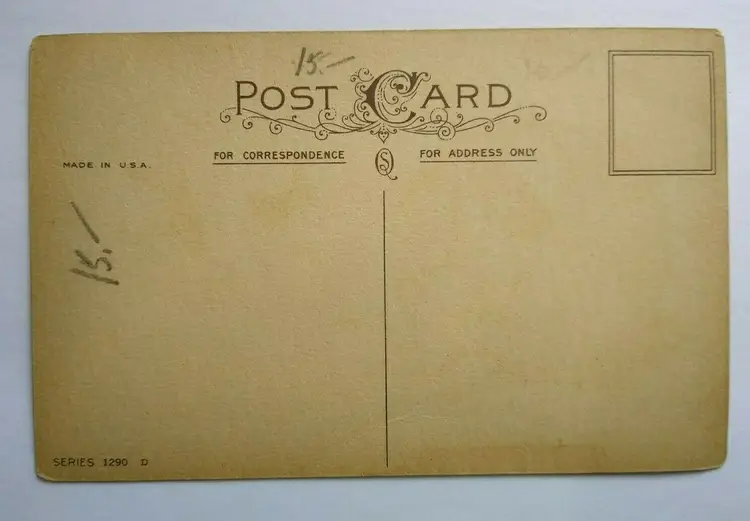 15.-
POST CARD
FOR CORRESPONDENCE
FOR ADDRESS ONLY
MADE IN U.S.A.
15.-
SERIES 1290 D